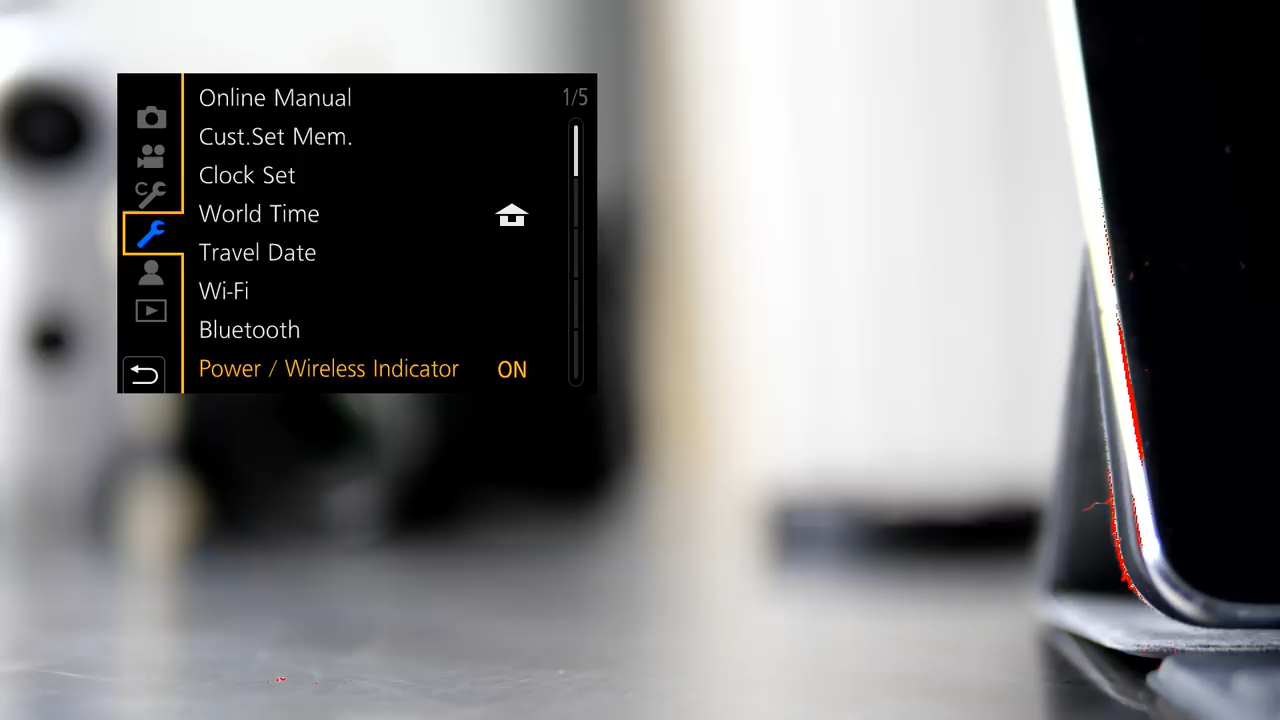 Online Manual 1/5
Cust.Set Mem.
Clock Set
World Time
Travel Date
Wi-Fi
Bluetooth
Power / Wireless Indicator ON